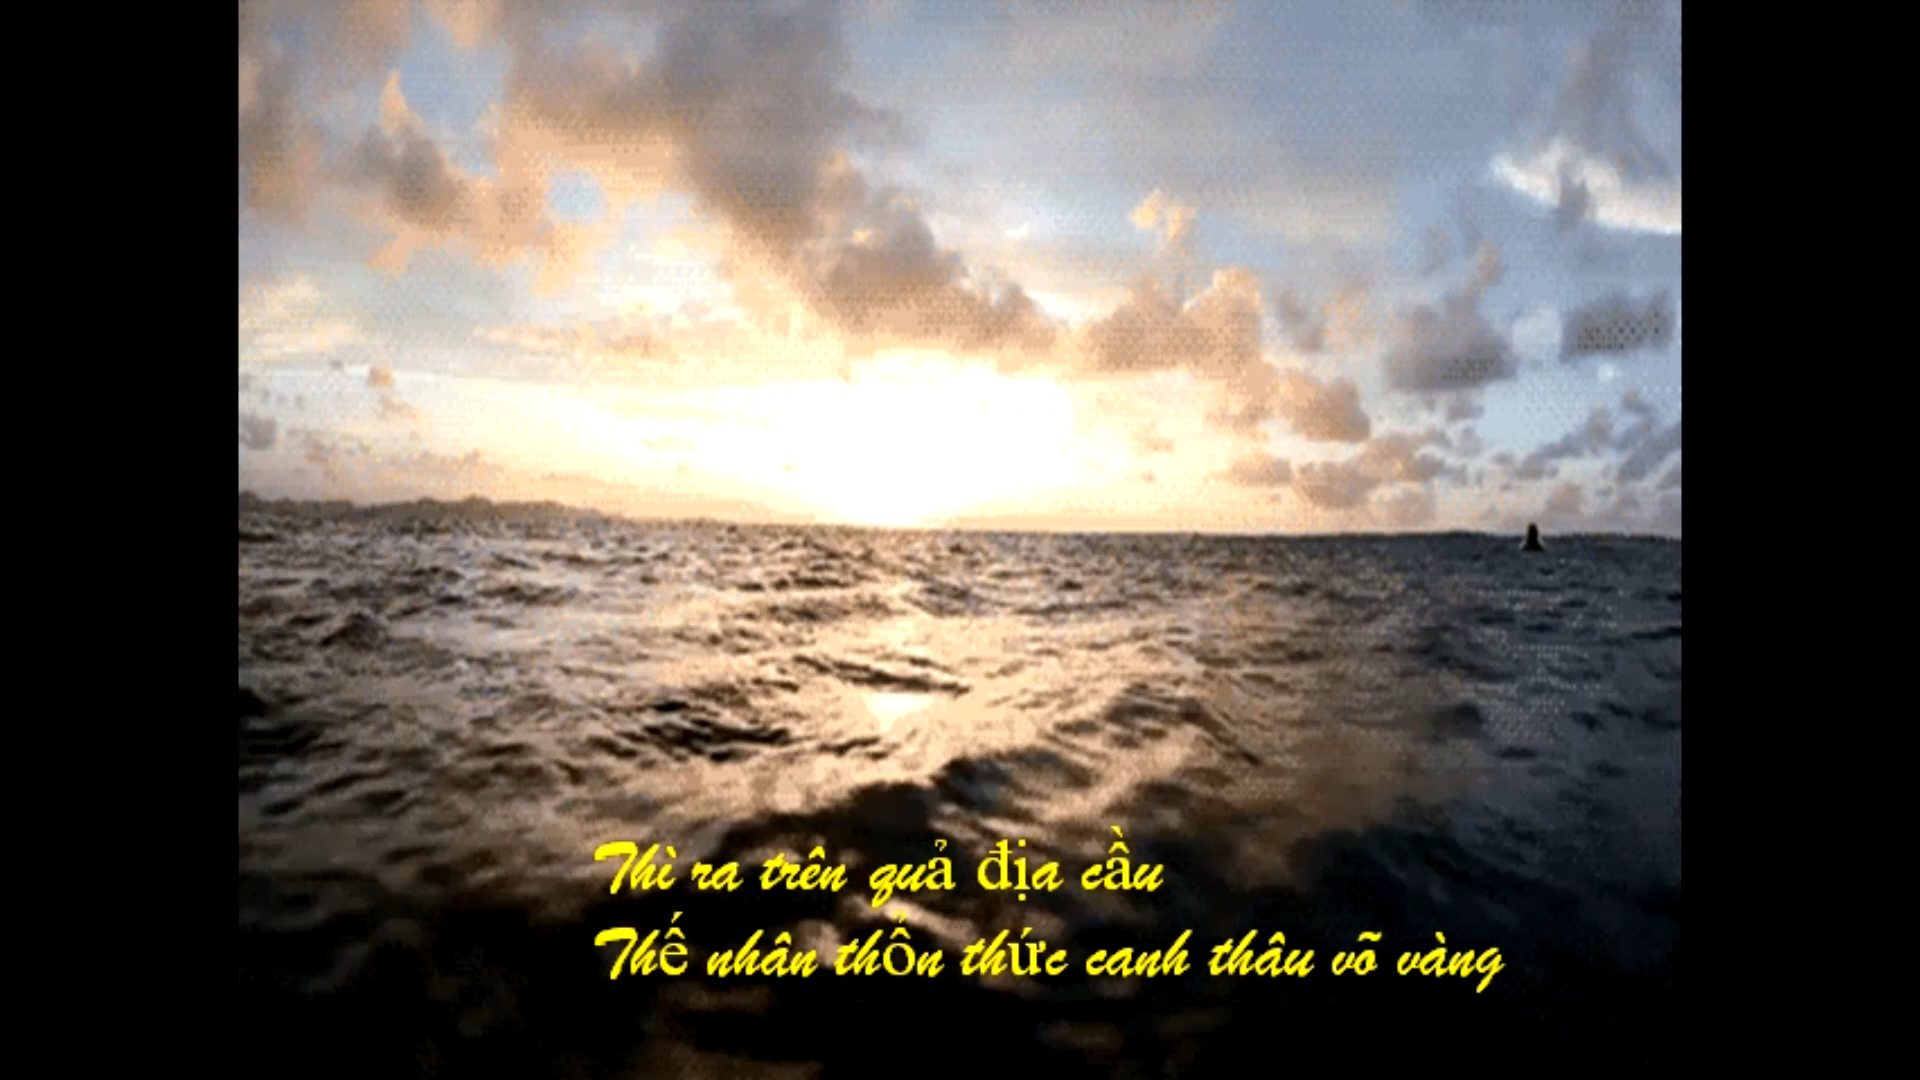 Thì ra trên quả địa cầu
Thế nhân thổn thức canh thâu võ vàng